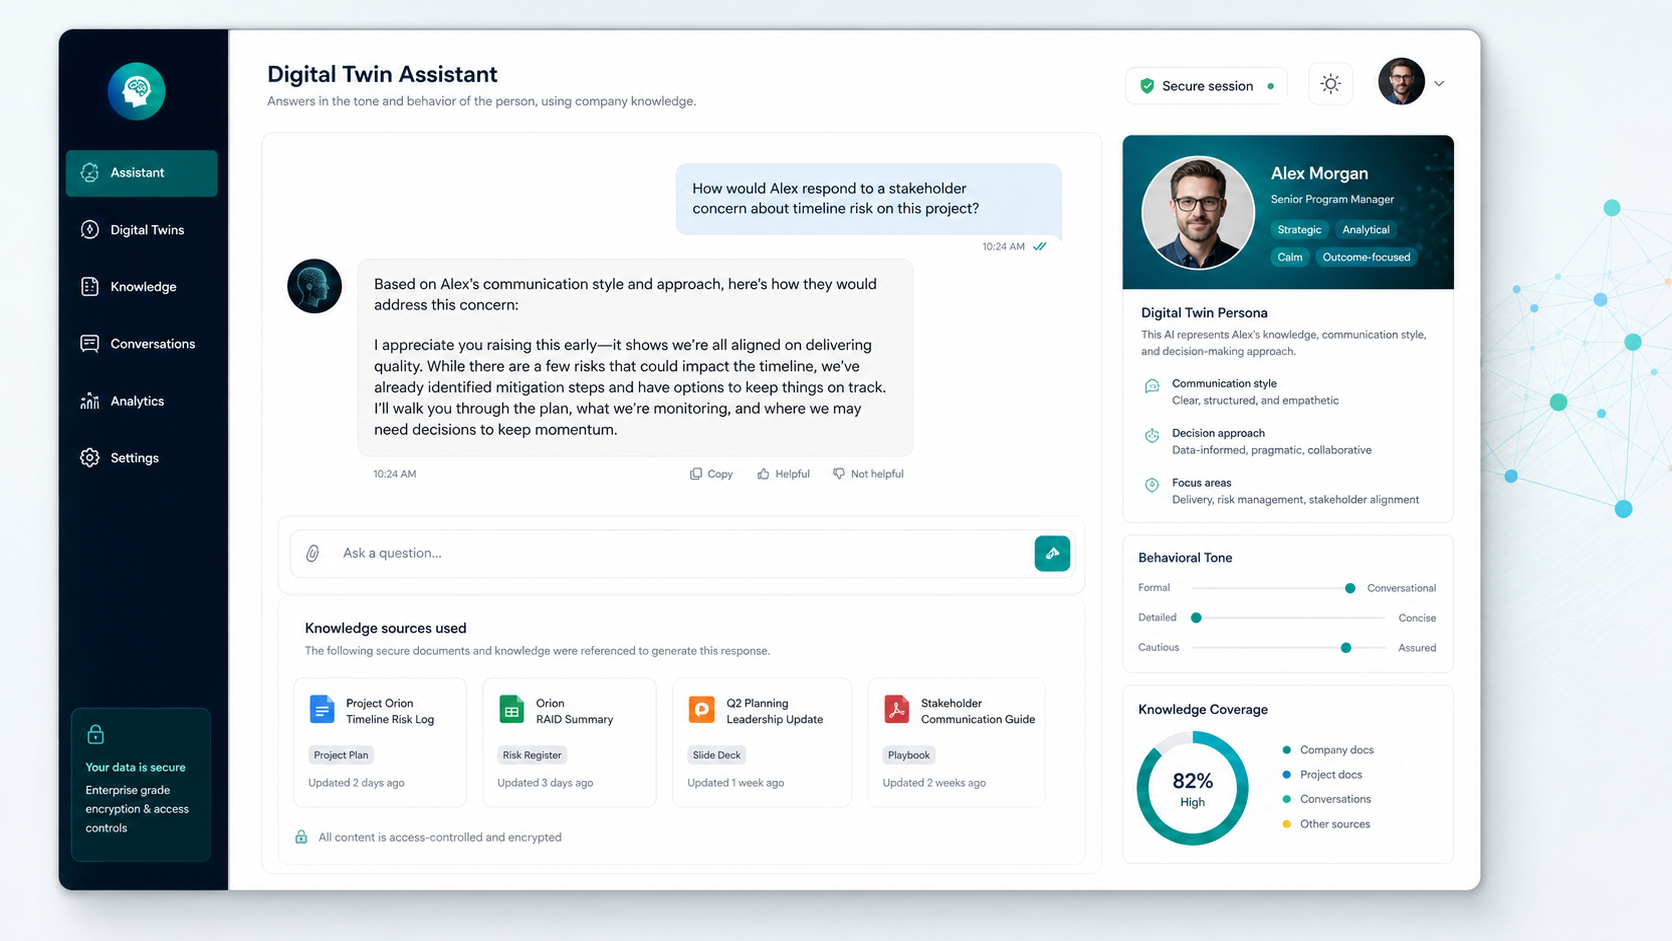 Digital Twin Assistant
Answers in the tone and behavior of the person, using company knowledge.
Secure session
Assistant
Digital Twins
Knowledge
Conversations
Analytics
Settings
Your data is secure
Enterprise grade
encryption & access
controls
How would Alex respond to a stakeholder
concern about timeline risk on this project?
10:24 AM
Based on Alex’s communication style and approach, here’s how they would
address this concern:
I appreciate you raising this early—it shows we’re all aligned on delivering
quality. While there are a few risks that could impact the timeline, we’ve
already identified mitigation steps and have options to keep things on track.
I’ll walk you through the plan, what we’re monitoring, and where we may
need decisions to keep momentum.
10:24 AM
Copy
Helpful
Not helpful
Ask a question...
Knowledge sources used
The following secure documents and knowledge were referenced to generate this response.
Project Orion
Timeline Risk Log
Project Plan
Updated 2 days ago
Orion
RAID Summary
Risk Register
Updated 3 days ago
Q2 Planning
Leadership Update
Slide Deck
Updated 1 week ago
Stakeholder
Communication Guide
Playbook
Updated 2 weeks ago
All content is access-controlled and encrypted
Alex Morgan
Senior Program Manager
Strategic
Analytical
Calm
Outcome-focused
Digital Twin Persona
This AI represents Alex’s knowledge, communication style,
and decision-making approach.
Communication style
Clear, structured, and empathetic
Decision approach
Data-informed, pragmatic, collaborative
Focus areas
Delivery, risk management, stakeholder alignment
Behavioral Tone
Formal
Conversational
Detailed
Concise
Cautious
Assured
Knowledge Coverage
82%
High
Company docs
Project docs
Conversations
Other sources